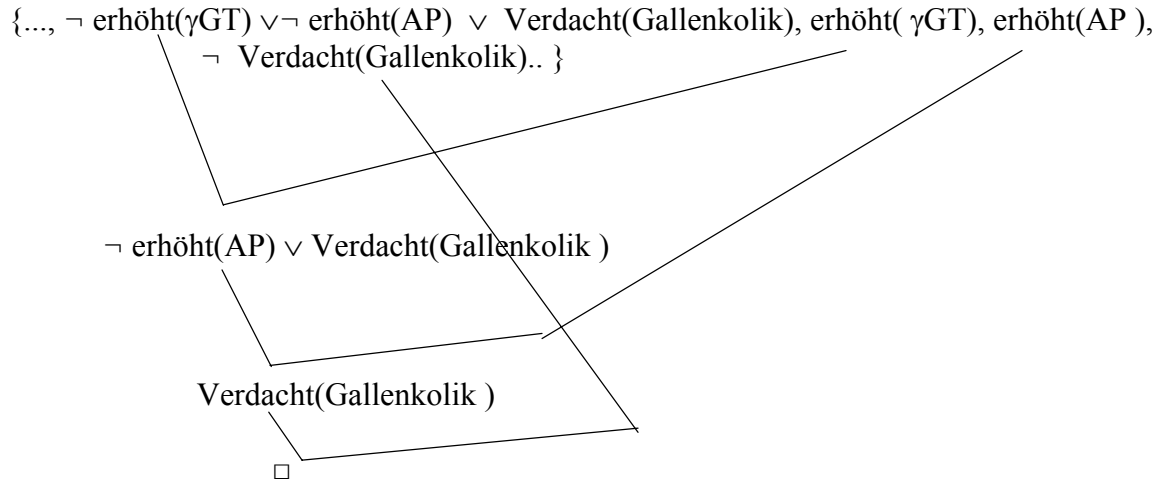 {..., ¬ erhöht(γGT) ∨¬ erhöht(AP) ∨ Verdacht(Gallenkolik), erhöht( γGT), erhöht(AP ),
¬ Verdacht(Gallenkolik).. }
¬ erhöht(AP) ∨ Verdacht(Gallenkolik )
Verdacht(Gallenkolik )
□